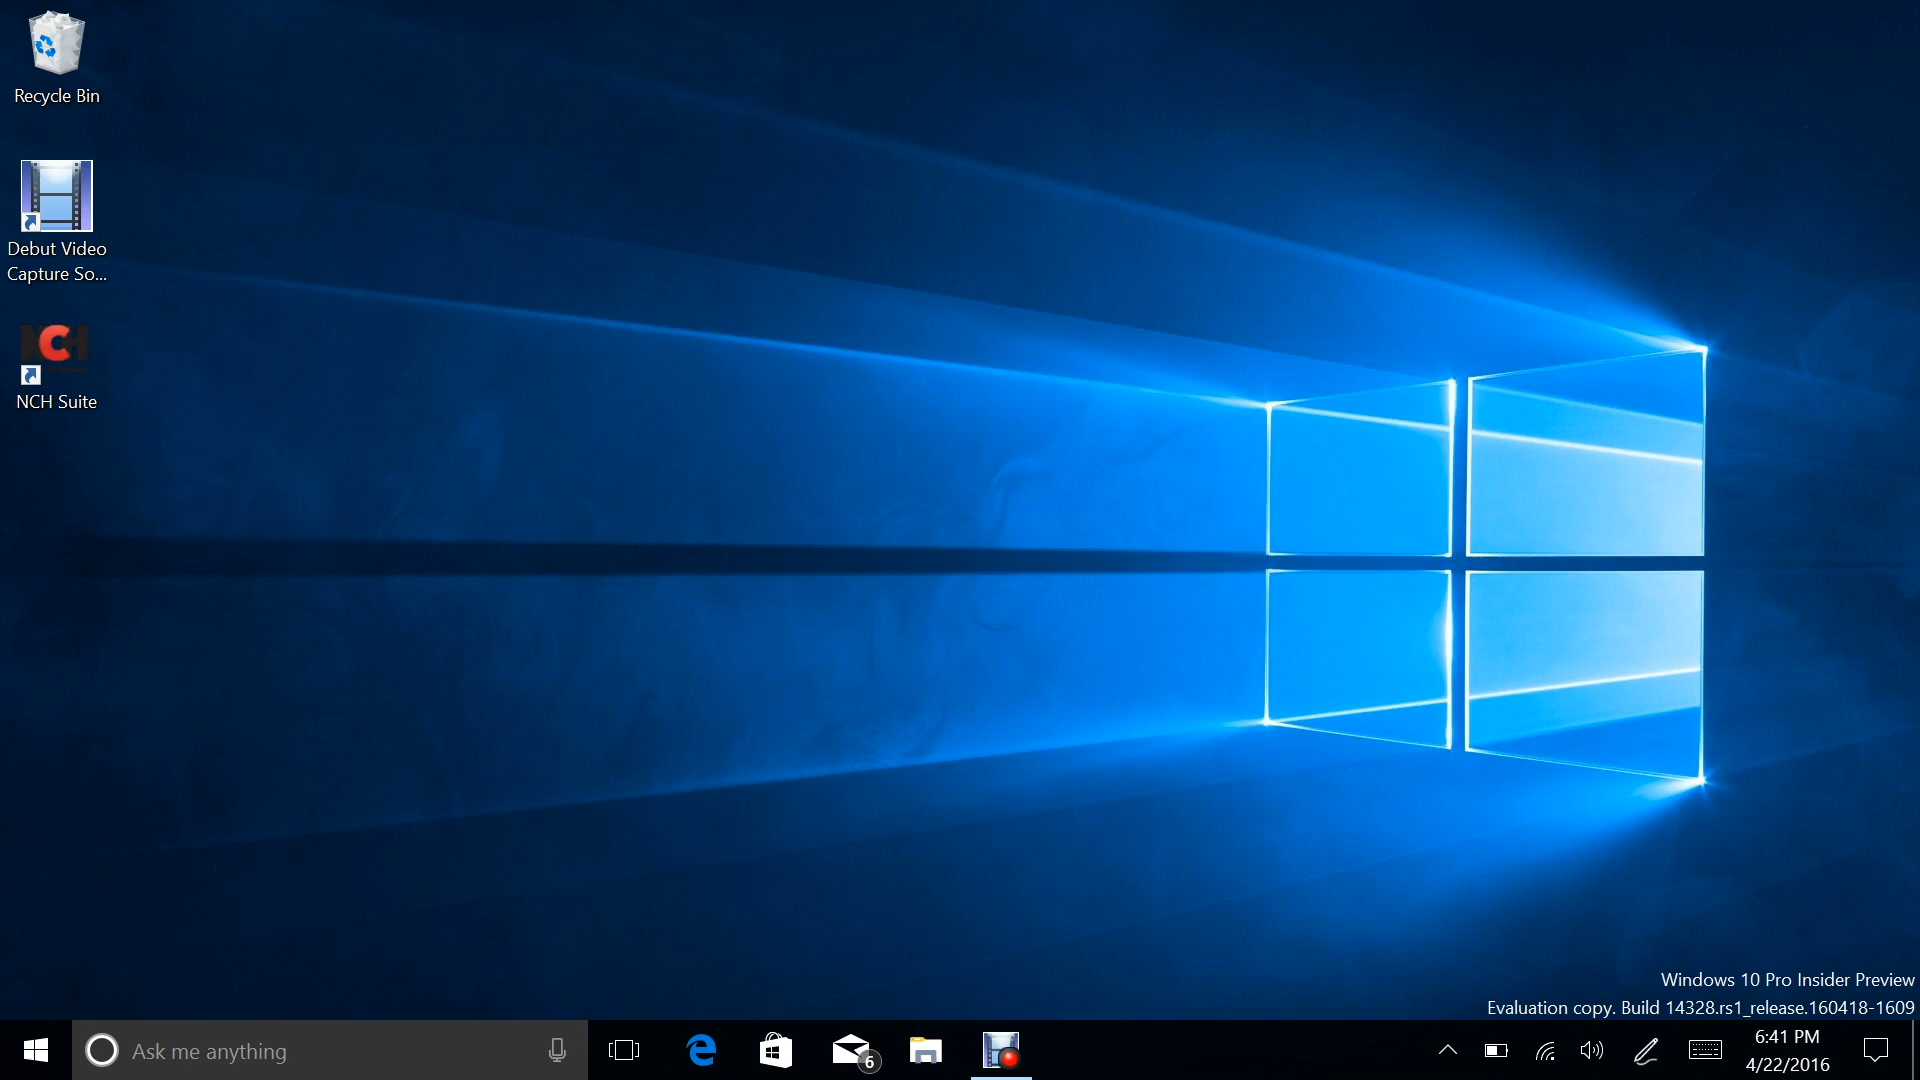 Recycle Bin
Debut Video
Capture So...
NCH
NCH Suite
Windows 10 Pro Insider Preview
Evaluation copy. Build 14328.rs1_release.160418-1609
Ask me anything
6
6:41 PM
4/22/2016